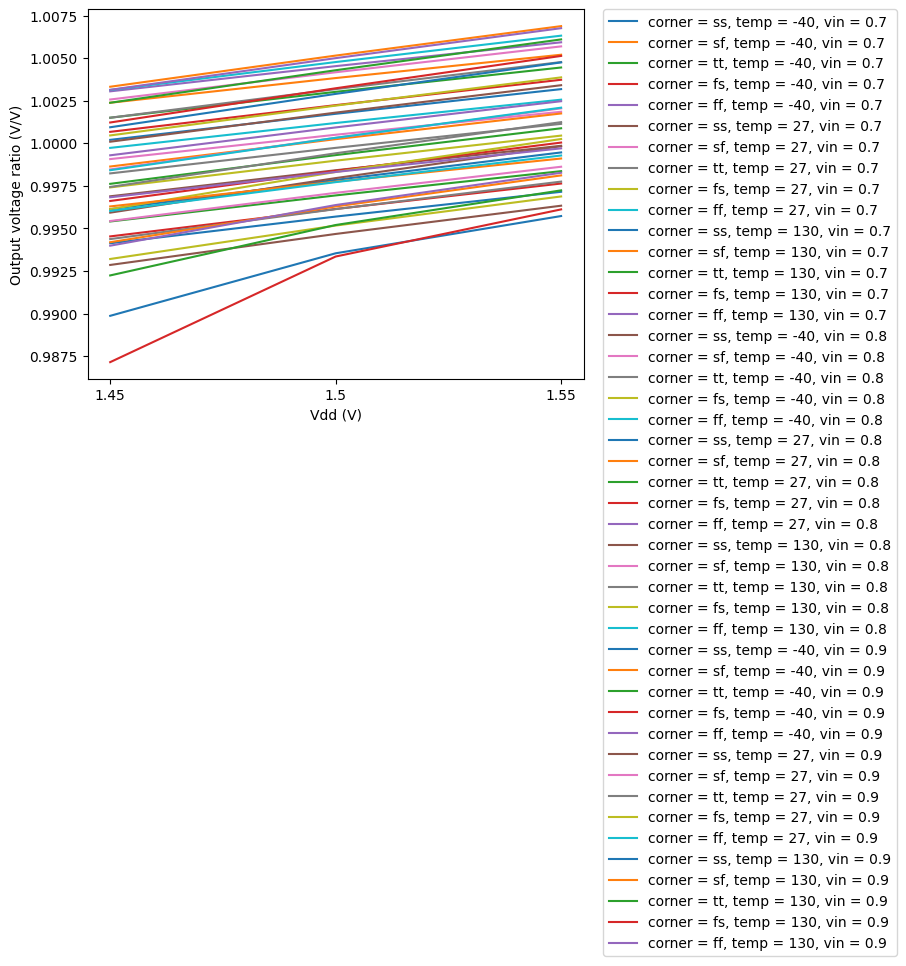 1.0075
1.0050
1.0025
1.0000
0.9975
0.9950
0.9925
0.9900
0.9875
Output voltage ratio (V/V)
1.45
1.5
1.55
Vdd (V)
corner = ss, temp = -40, vin = 0.7
corner = sf, temp = -40, vin = 0.7
corner = tt, temp = -40, vin = 0.7
corner = fs, temp = -40, vin = 0.7
corner = ff, temp = -40, vin = 0.7
corner = ss, temp = 27, vin = 0.7
corner = sf, temp = 27, vin = 0.7
corner = tt, temp = 27, vin = 0.7
corner = fs, temp = 27, vin = 0.7
corner = ff, temp = 27, vin = 0.7
corner = ss, temp = 130, vin = 0.7
corner = sf, temp = 130, vin = 0.7
corner = tt, temp = 130, vin = 0.7
corner = fs, temp = 130, vin = 0.7
corner = ff, temp = 130, vin = 0.7
corner = ss, temp = -40, vin = 0.8
corner = sf, temp = -40, vin = 0.8
corner = tt, temp = -40, vin = 0.8
corner = fs, temp = -40, vin = 0.8
corner = ff, temp = -40, vin = 0.8
corner = ss, temp = 27, vin = 0.8
corner = sf, temp = 27, vin = 0.8
corner = tt, temp = 27, vin = 0.8
corner = fs, temp = 27, vin = 0.8
corner = ff, temp = 27, vin = 0.8
corner = ss, temp = 130, vin = 0.8
corner = sf, temp = 130, vin = 0.8
corner = tt, temp = 130, vin = 0.8
corner = fs, temp = 130, vin = 0.8
corner = ff, temp = 130, vin = 0.8
corner = ss, temp = -40, vin = 0.9
corner = sf, temp = -40, vin = 0.9
corner = tt, temp = -40, vin = 0.9
corner = fs, temp = -40, vin = 0.9
corner = ff, temp = -40, vin = 0.9
corner = ss, temp = 27, vin = 0.9
corner = sf, temp = 27, vin = 0.9
corner = tt, temp = 27, vin = 0.9
corner = fs, temp = 27, vin = 0.9
corner = ff, temp = 27, vin = 0.9
corner = ss, temp = 130, vin = 0.9
corner = sf, temp = 130, vin = 0.9
corner = tt, temp = 130, vin = 0.9
corner = fs, temp = 130, vin = 0.9
corner = ff, temp = 130, vin = 0.9